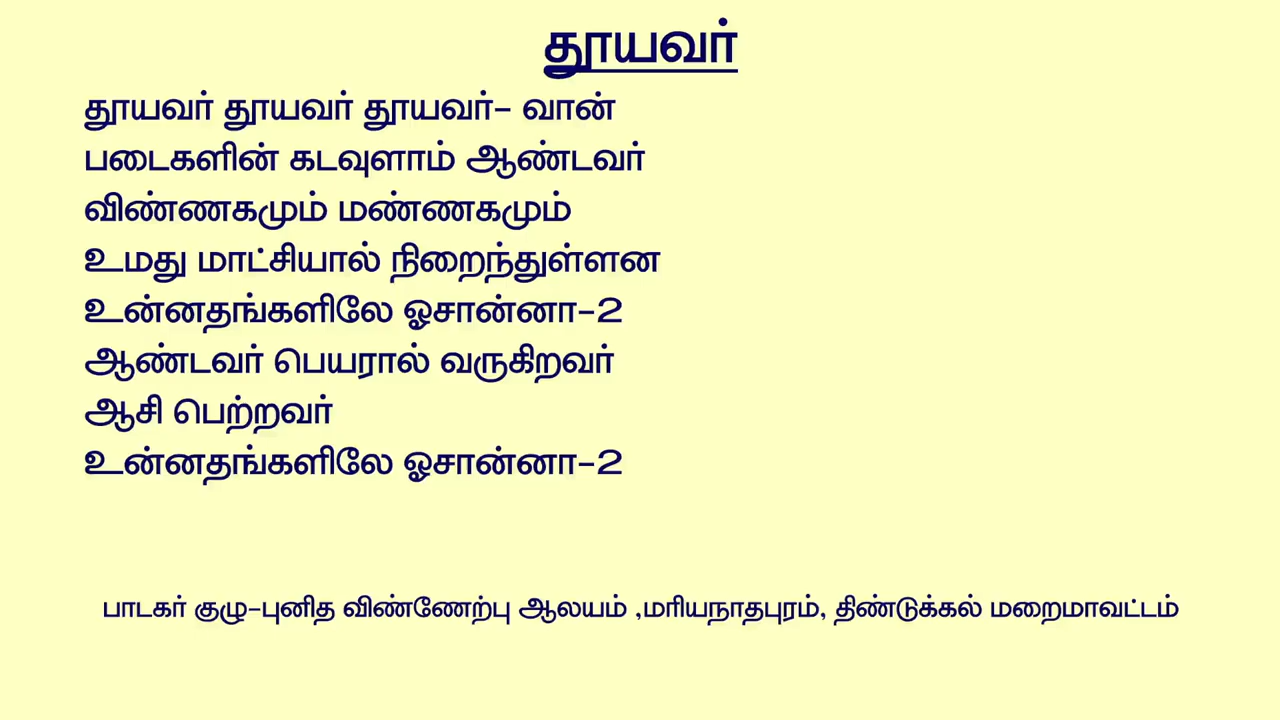 தூயவர்
தூயவர் தூயவர் தூயவர்- வான்
படைகளின் கடவுளாம் ஆண்டவர்
விண்ணகமும் மண்ணகமும்
உமது மாட்சியால் நிறைந்துள்ளன
உன்னதங்களிலே ஓசான்னா-2
ஆண்டவர் பெயரால் வருகிறவர்
ஆசி பெற்றவர்
உன்னதங்களிலே ஓசான்னா-2
பாடகர் குழு-புனித விண்ணேற்பு ஆலயம் ,மரியநாதபுரம், திண்டுக்கல் மறைமாவட்டம்